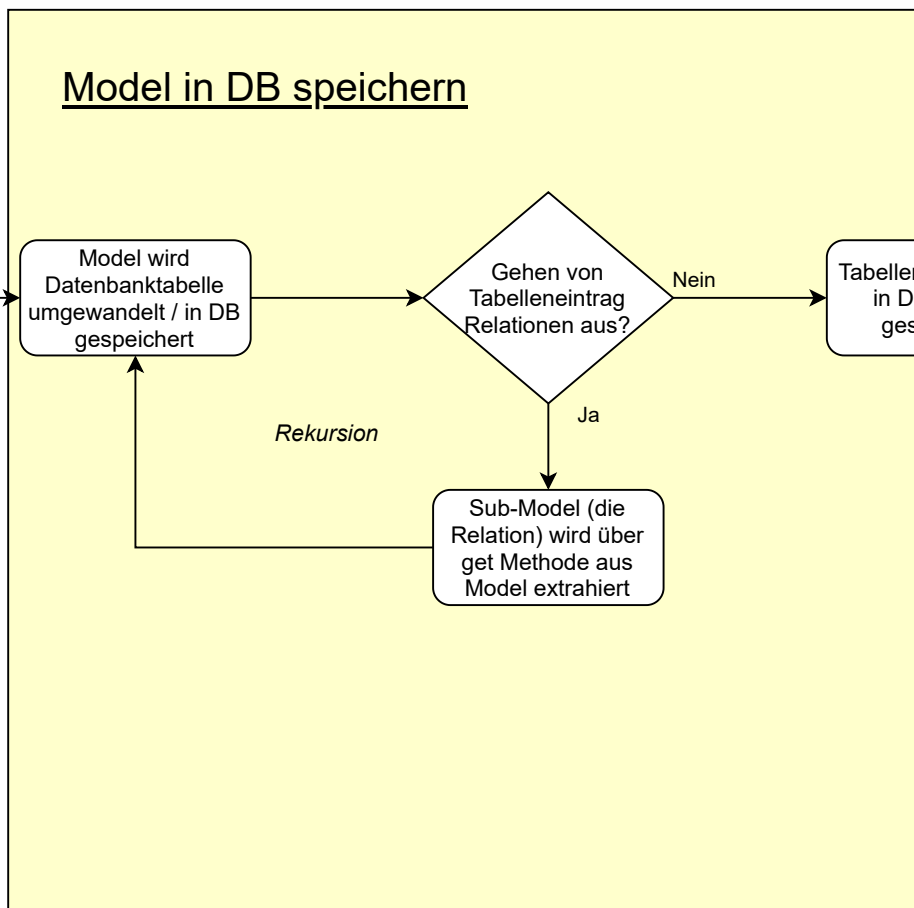 Model in DB speichern
Model wird
Datenbanktabelle
umgewandelt / in DB
gespeichert
Gehen von
Tabelleneintrag
Relationen aus?
Nein
in
Ja
Rekursion
Sub-Model (die
Relation) wird über
get Methode aus
Model extrahiert